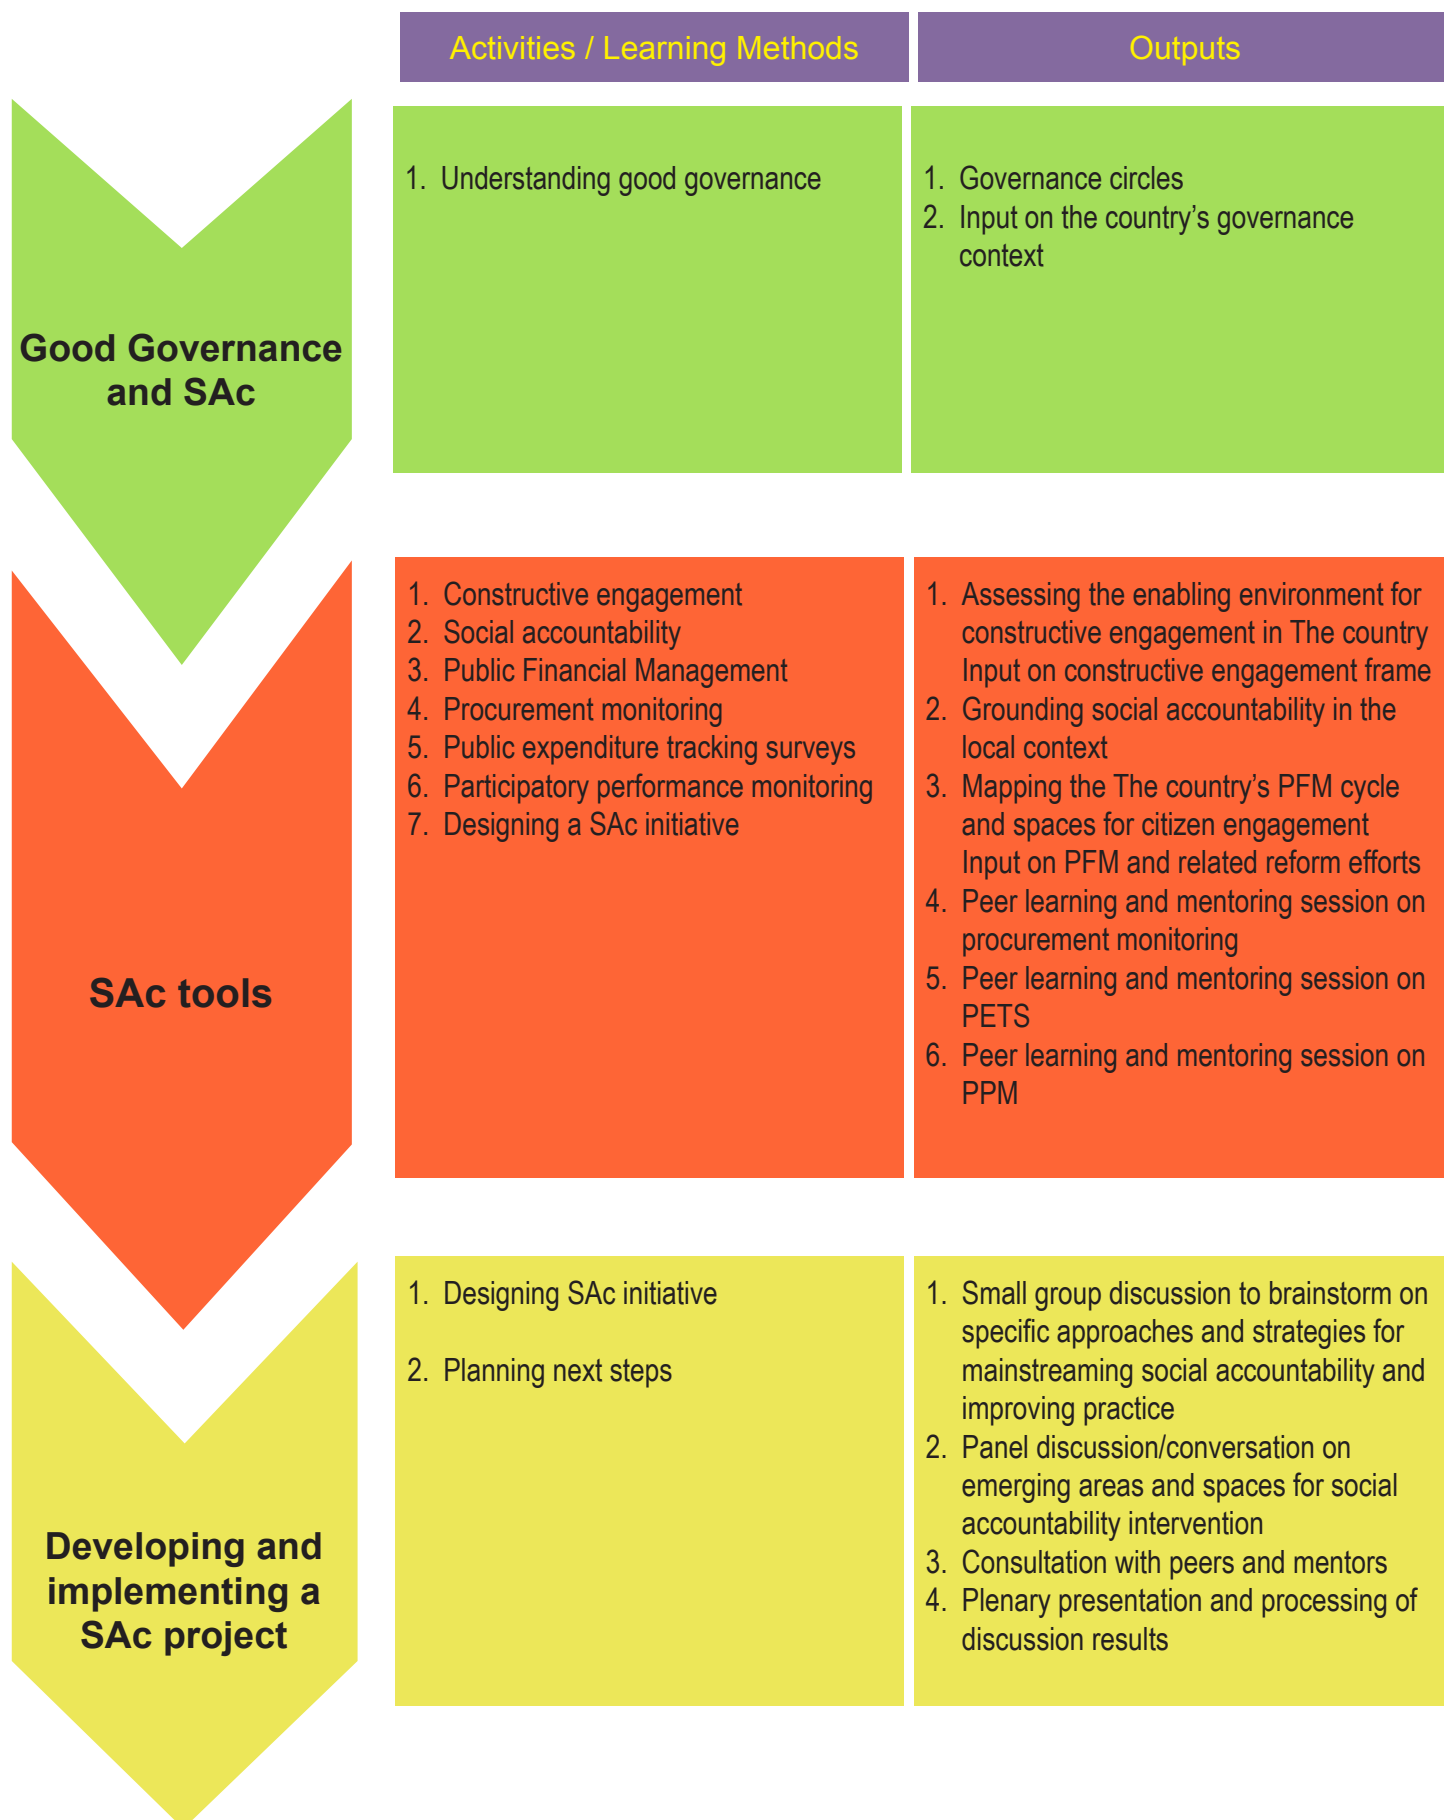 Activities / Learning Methods
Outputs
Good Governance
and SAc
1. Understanding good governance
1. Governance circles
2. Input on the country’s governance
context
SAc tools
1. Constructive engagement
2. Social accountability
3. Public Financial Management
4. Procurement monitoring
5. Public expenditure tracking surveys
6. Participatory performance monitoring
7. Designing a SAc initiative
1. Assessing the enabling environment for
constructive engagement in The country
Input on constructive engagement frame
2. Grounding social accountability in the
local context
3. Mapping the The country’s PFM cycle
and spaces for citizen engagement
Input on PFM and related reform efforts
4. Peer learning and mentoring session on
procurement monitoring
5. Peer learning and mentoring session on
PETS
6. Peer learning and mentoring session on
PPM
Developing and
implementing a
SAc project
1. Designing SAc initiative
2. Planning next steps
1. Small group discussion to brainstorm on
specific approaches and strategies for
mainstreaming social accountability and
improving practice
2. Panel discussion/conversation on
emerging areas and spaces for social
accountability intervention
3. Consultation with peers and mentors
4. Plenary presentation and processing of
discussion results